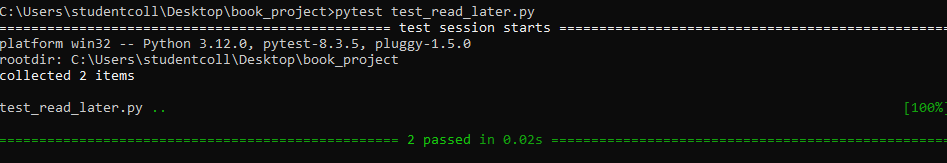 C:\Users\studentcoll\Desktop\book_project>pytest test_read_later.py
================================================= test session starts =================================================
platform win32 -- Python 3.12.0, pytest-8.3.5, pluggy-1.5.0
rootdir: C:\Users\studentcoll\Desktop\book_project
collected 2 items
test_read_later.py .. [100%]
================================================== 2 passed in 0.02s ==================================================